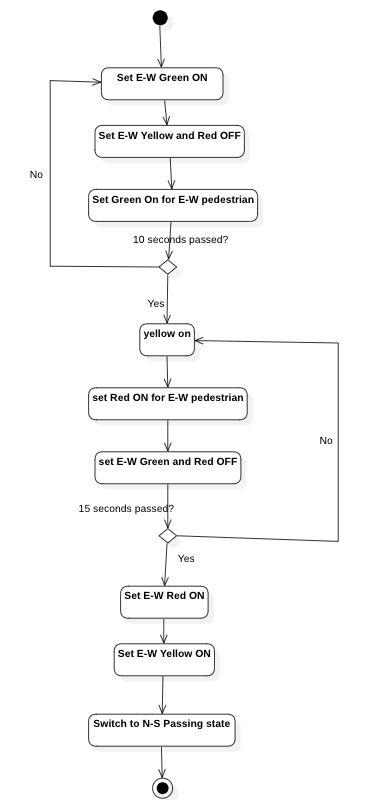 Set E-W Green ON
Set E-W Yellow and Red OFF
No
Set Green On for E-W pedestrian
10 seconds passed?
Yes
yellow on
set Red ON for E-W pedestrian
No
set E-W Green and Red OFF
15 seconds passed?
Yes
Set E-W Red ON
Set E-W Yellow ON
Switch to N-S Passing state